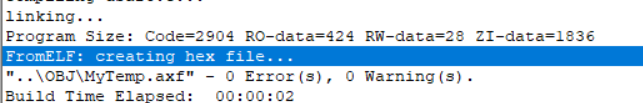 linking...
Program Size: Code=2904 RO-data=424 RW-data=28 ZI-data=1836
FromELF: creating hex file...
"..\OBJ\MyTemp.axf" - 0 Error(s), 0 Warning(s).
Build Time Elapsed:  00:00:02